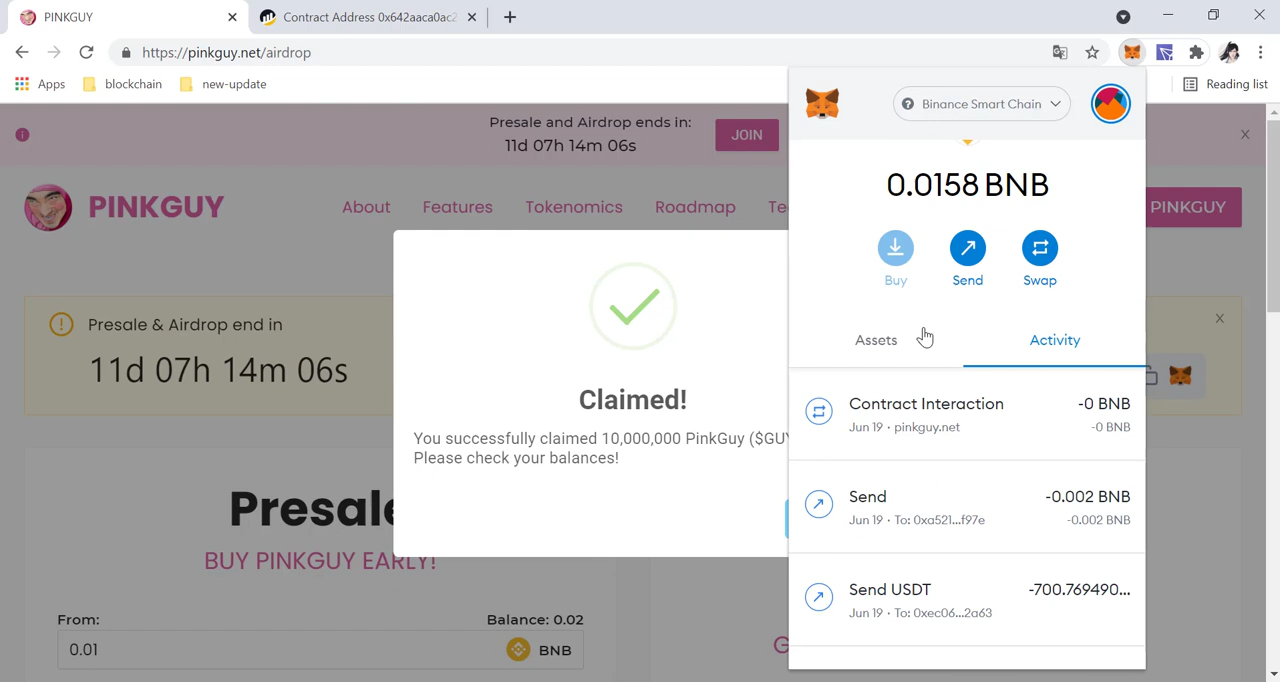 PINKGUY
Contract Address 0x642aaca0ac2
https://pinkguy.net/airdrop
Apps
blockchain
new-update
Reading list
Presale and Airdrop ends in:
11d 07h 14m 06s
JOIN
PINKGUY
About
Features
Tokenomics
Roadmap
Te
PINKGUY
Presale & Airdrop end in
11d 07h 14m 06s
Claimed!
You successfully claimed 10,000,000 PinkGuy ($GUY
Please check your balances!
Presale
BUY PINKGUY EARLY!
From:
Balance: 0.02
0.01
BNB
G
Binance Smart Chain
0.0158 BNB
Buy
Send
Swap
Assets
Activity
Contract Interaction
-0 BNB
Jun 19 • pinkguy.net
-0 BNB
Send
-0.002 BNB
Jun 19 • To: 0xa521...f97e
-0.002 BNB
Send USDT
-700.769490...
Jun 19 • To: 0xec06...2a63